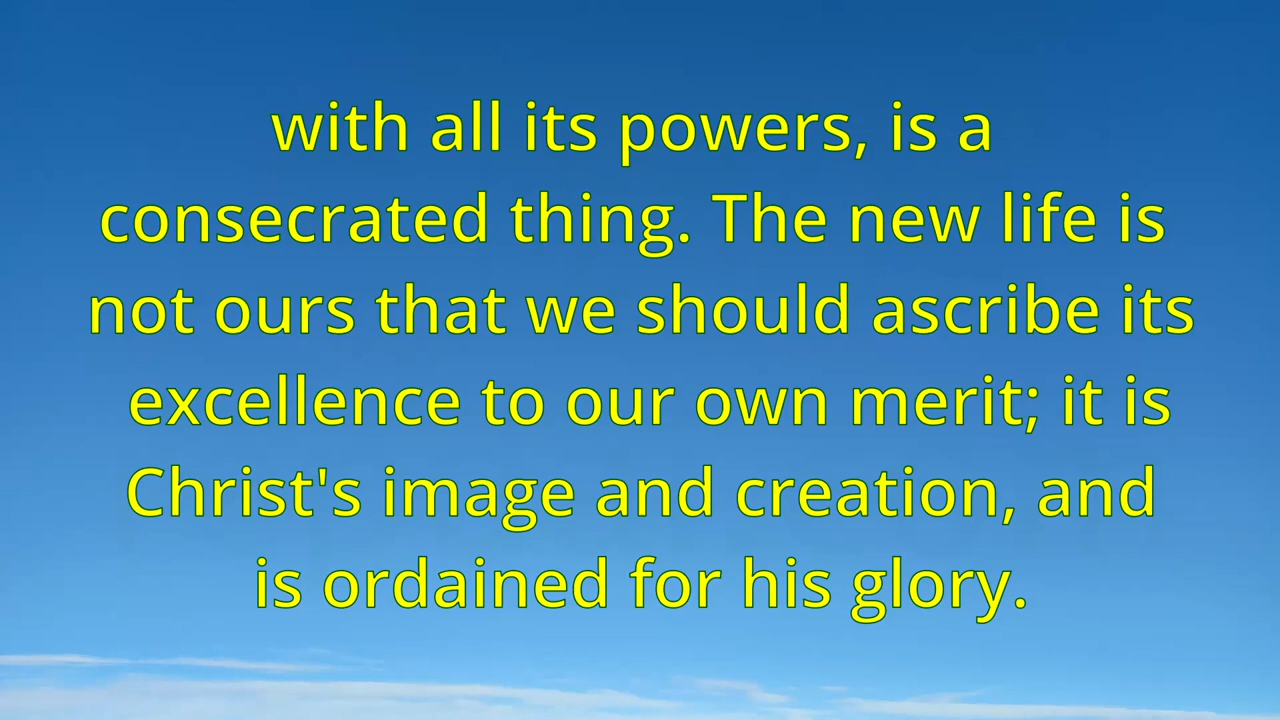 with all its powers, is a
consecrated thing. The new life is
not ours that we should ascribe its
excellence to our own merit; it is
Christ's image and creation, and
is ordained for his glory.